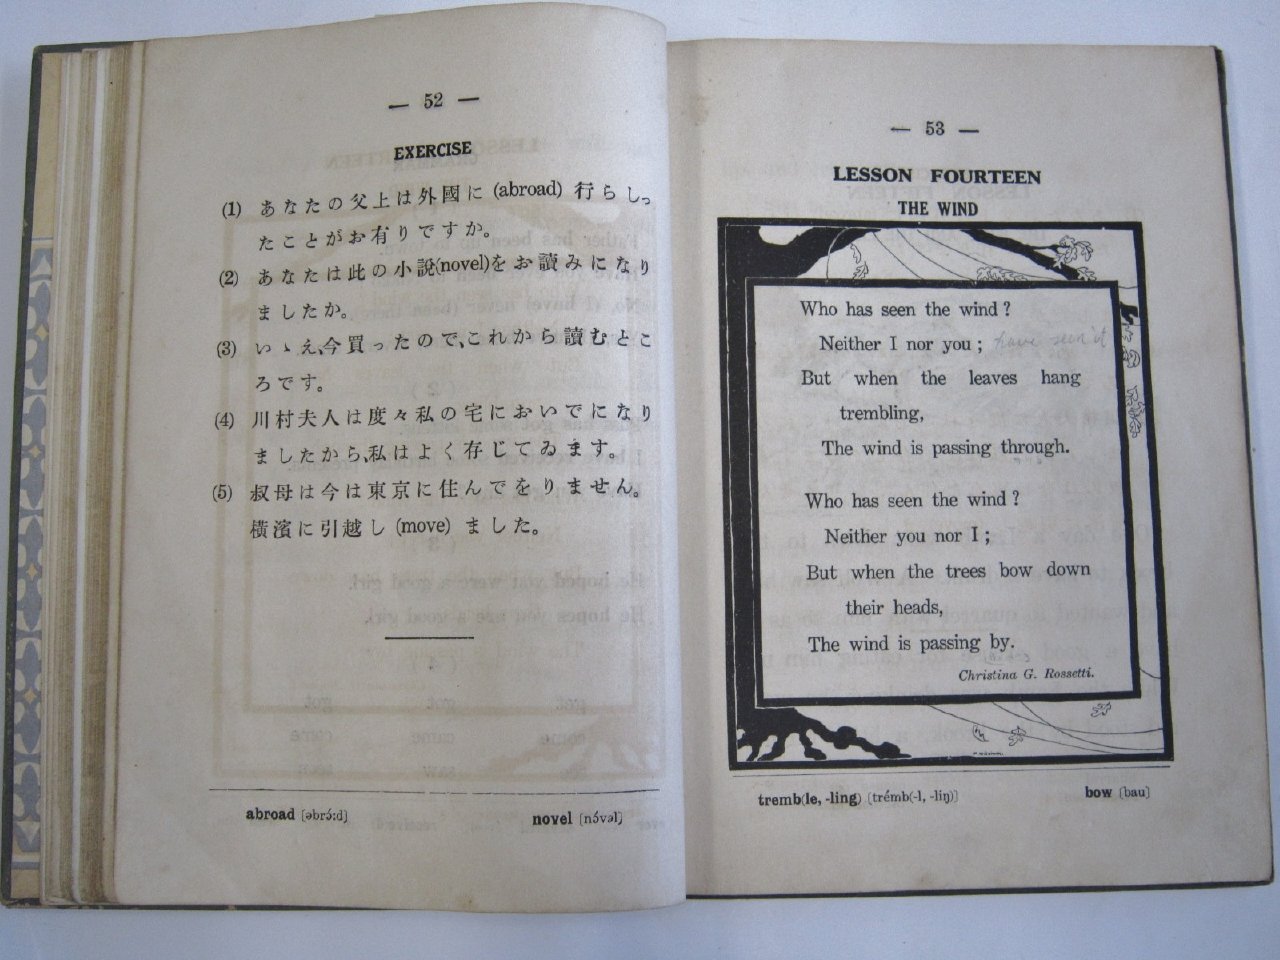 — 52 —
EXERCISE
(1) あなたの父上は外國に (abroad) 行らしっ
たことがお有りですか。
(2) あなたは此の小說(novel)をお讀みになり
ましたか。
(3) いゝえ、今買ったので、これから讀むとこ
ろです。
(4) 川村夫人は度々私の宅においでになり
ましたから、私はよく存じてゐます。
(5) 叔母は今は東京に住んでをりません。
橫濱に引越し (move) ました。
abroad [əbrɔ́:d] novel [nɔ́vəl]
— 53 —
LESSON FOURTEEN
THE WIND
Who has seen the wind?
Neither I nor you; have seen it
But when the leaves hang
trembling,
The wind is passing through.
Who has seen the wind?
Neither you nor I;
But when the trees bow down
their heads,
The wind is passing by.
Christina G. Rossetti.
tremb(le, -ling) [trémb(-l, -liŋ)] bow [bau]